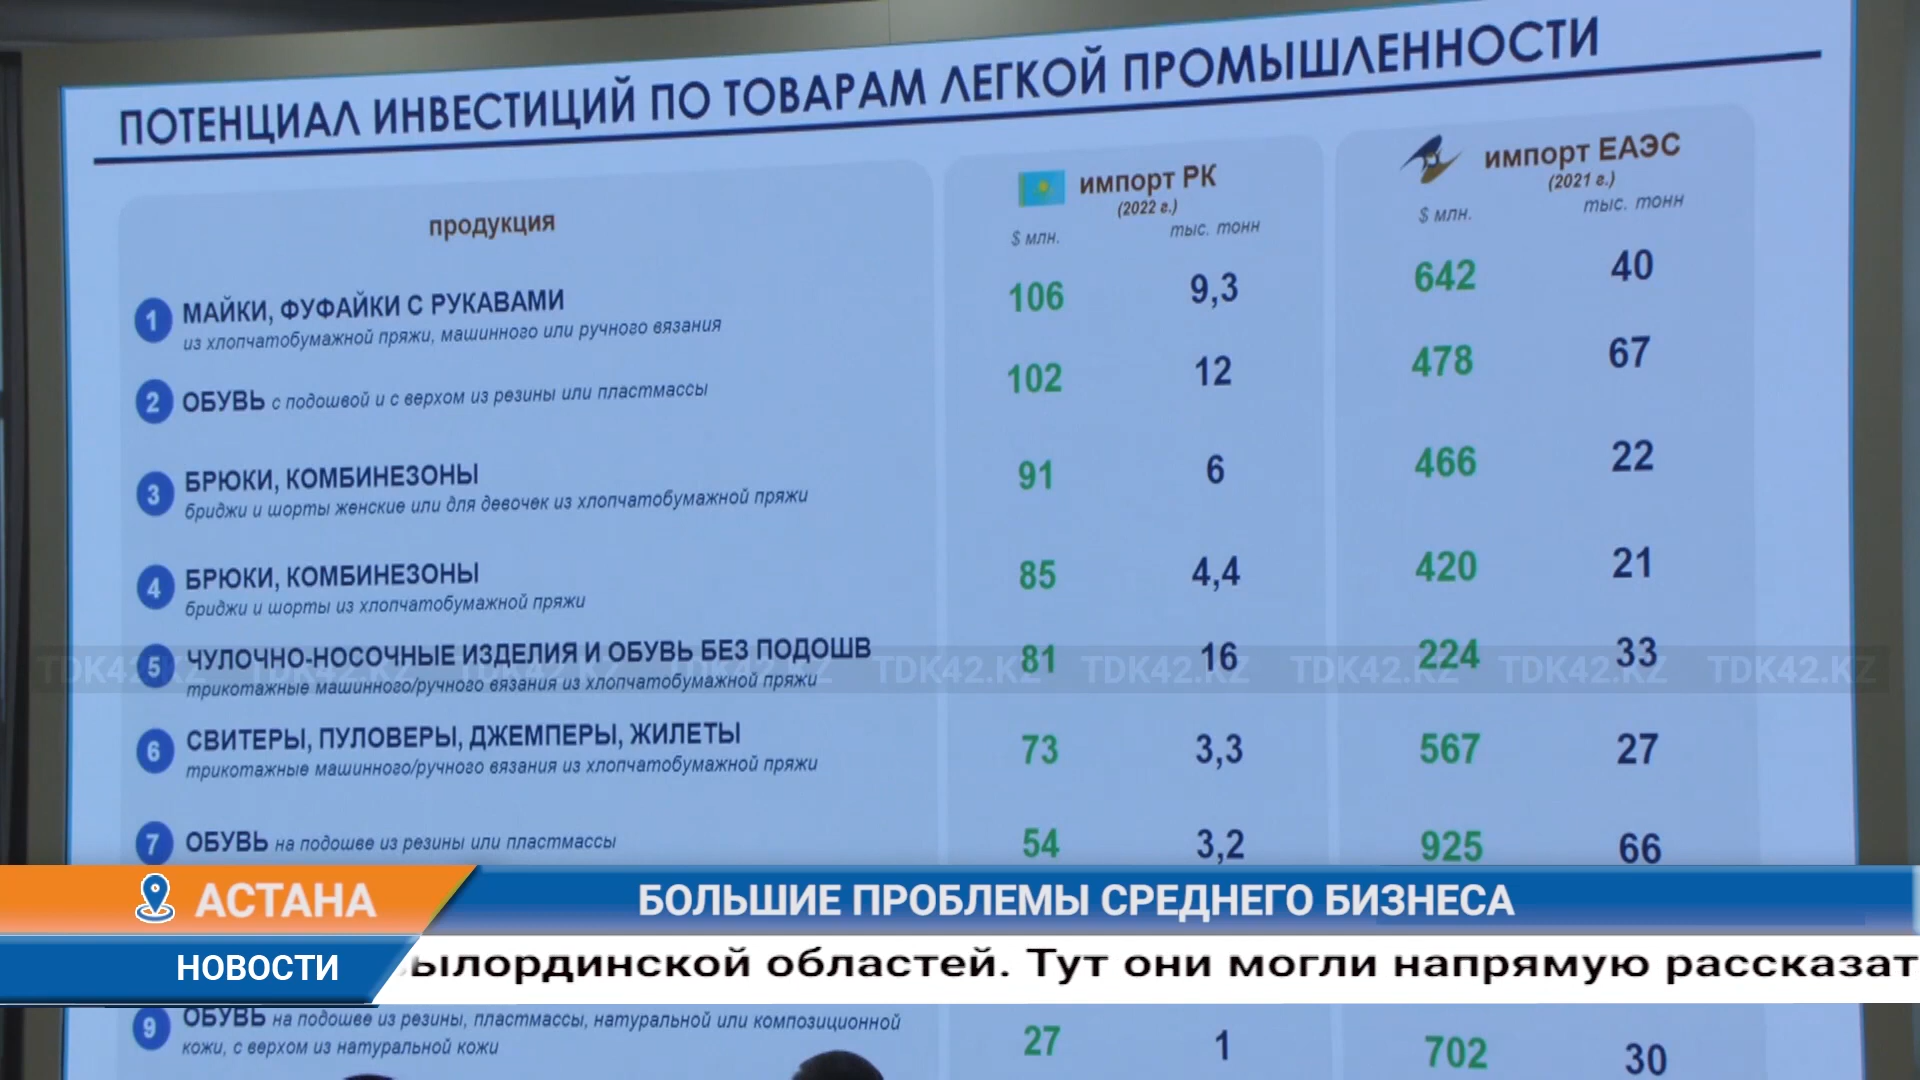 ПОТЕНЦИАЛ ИНВЕСТИЦИЙ ПО ТОВАРАМ ЛЕГКОЙ ПРОМЫШЛЕННОСТИ
продукция
импорт РК
(2022 г.)
$ млн. тыс. тонн
импорт ЕАЭС
(2021 г.)
$ млн. тыс. тонн
1 МАЙКИ, ФУФАЙКИ С РУКАВАМИ 106 9,3 642 40
из хлопчатобумажной пряжи, машинного или ручного вязания
2 ОБУВЬ с подошвой и с верхом из резины или пластмассы 102 12 478 67
3 БРЮКИ, КОМБИНЕЗОНЫ 91 6 466 22
бриджи и шорты женские или для девочек из хлопчатобумажной пряжи
4 БРЮКИ, КОМБИНЕЗОНЫ 85 4,4 420 21
бриджи и шорты из хлопчатобумажной пряжи
5 ЧУЛОЧНО-НОСОЧНЫЕ ИЗДЕЛИЯ И ОБУВЬ БЕЗ ПОДОШВ 81 16 224 33
трикотажные машинного/ручного вязания из хлопчатобумажной пряжи
TDK42.KZ TDK42.KZ TDK42.KZ TDK42.KZ TDK42.KZ TDK42.KZ TDK42.KZ TDK42.KZ TDK42.KZ
6 СВИТЕРЫ, ПУЛОВЕРЫ, ДЖЕМПЕРЫ, ЖИЛЕТЫ 73 3,3 567 27
трикотажные машинного/ручного вязания из хлопчатобумажной пряжи
7 ОБУВЬ на подошве из резины или пластмассы 54 3,2 925 66
АСТАНА
БОЛЬШИЕ ПРОБЛЕМЫ СРЕДНЕГО БИЗНЕСА
НОВОСТИ
ылординской областей. Тут они могли напрямую рассказат
9 ОБУВЬ на подошве из резины, пластмассы, натуральной или композиционной 27 1 702 30
кожи, с верхом из натуральной кожи